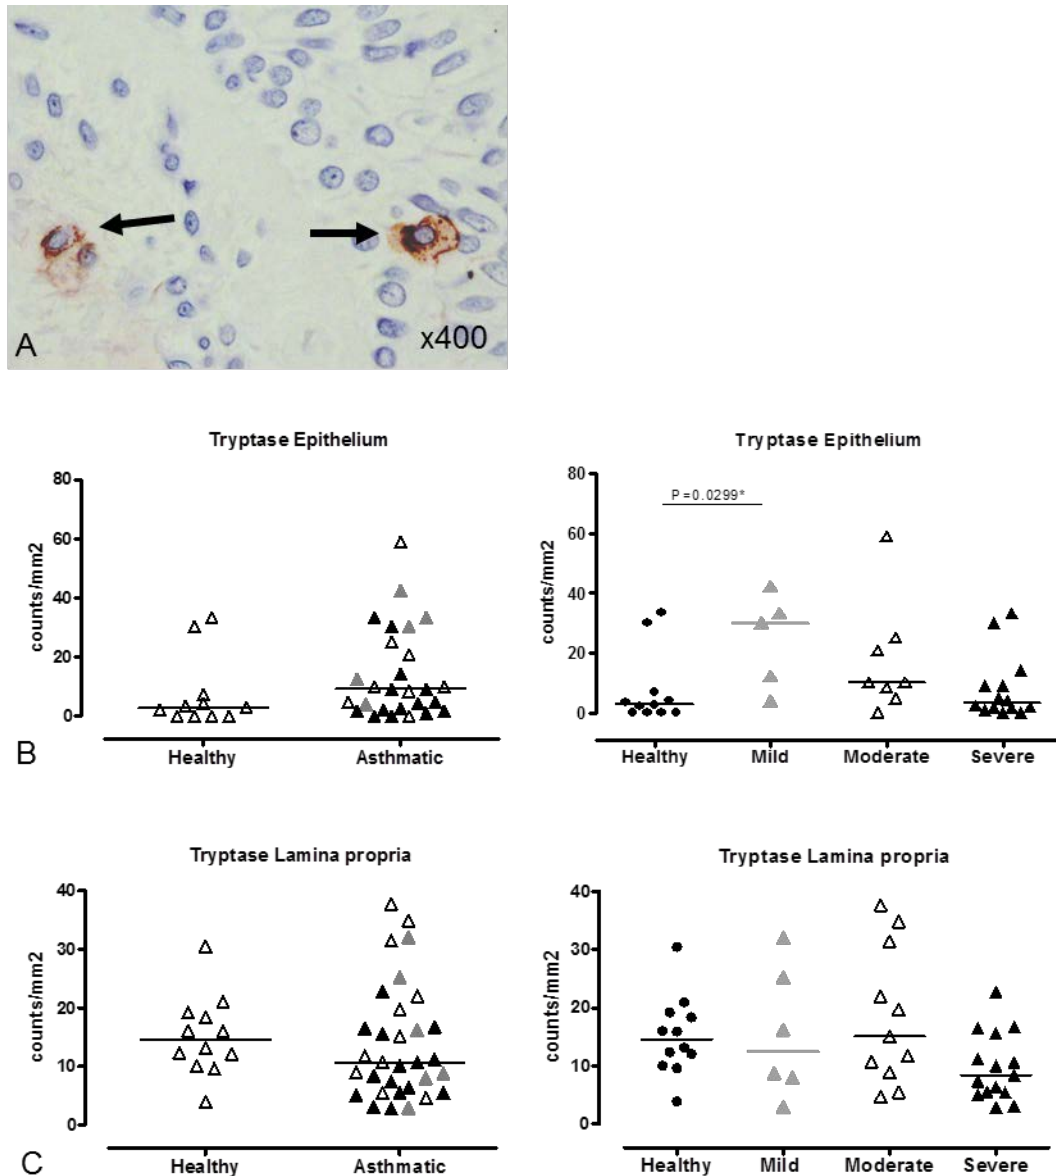 A
x400
Tryptase Epithelium
counts/mm2
80
60
40
20
0
Healthy
Asthmatic
B
Tryptase Epithelium
counts/mm2
80
60
40
20
0
P=0.0299*
Healthy
Mild
Moderate
Severe
Tryptase Lamina propria
counts/mm2
40
30
20
10
0
Healthy
Asthmatic
C
Tryptase Lamina propria
counts/mm2
40
30
20
10
0
Healthy
Mild
Moderate
Severe